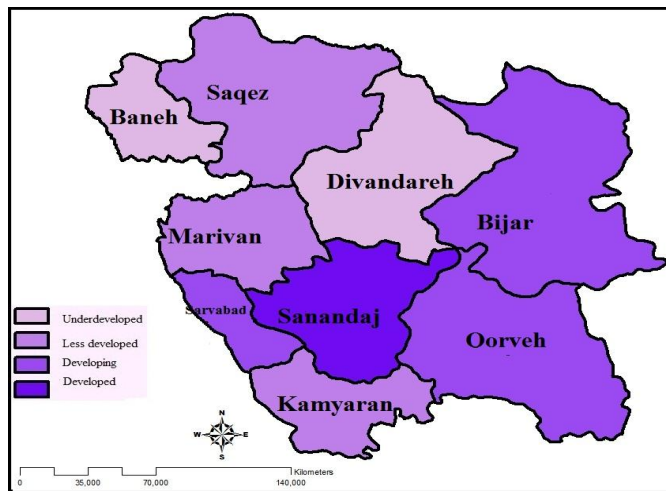 Saqez
Baneh
Divandareh
Bijar
Marivan
Sarvabad
Sanandaj
Oorveh
Kamyaran
Underdeveloped
Less developed
Developing
Developed
N
W E
S
Kilometers
0 35,000 70,000 140,000